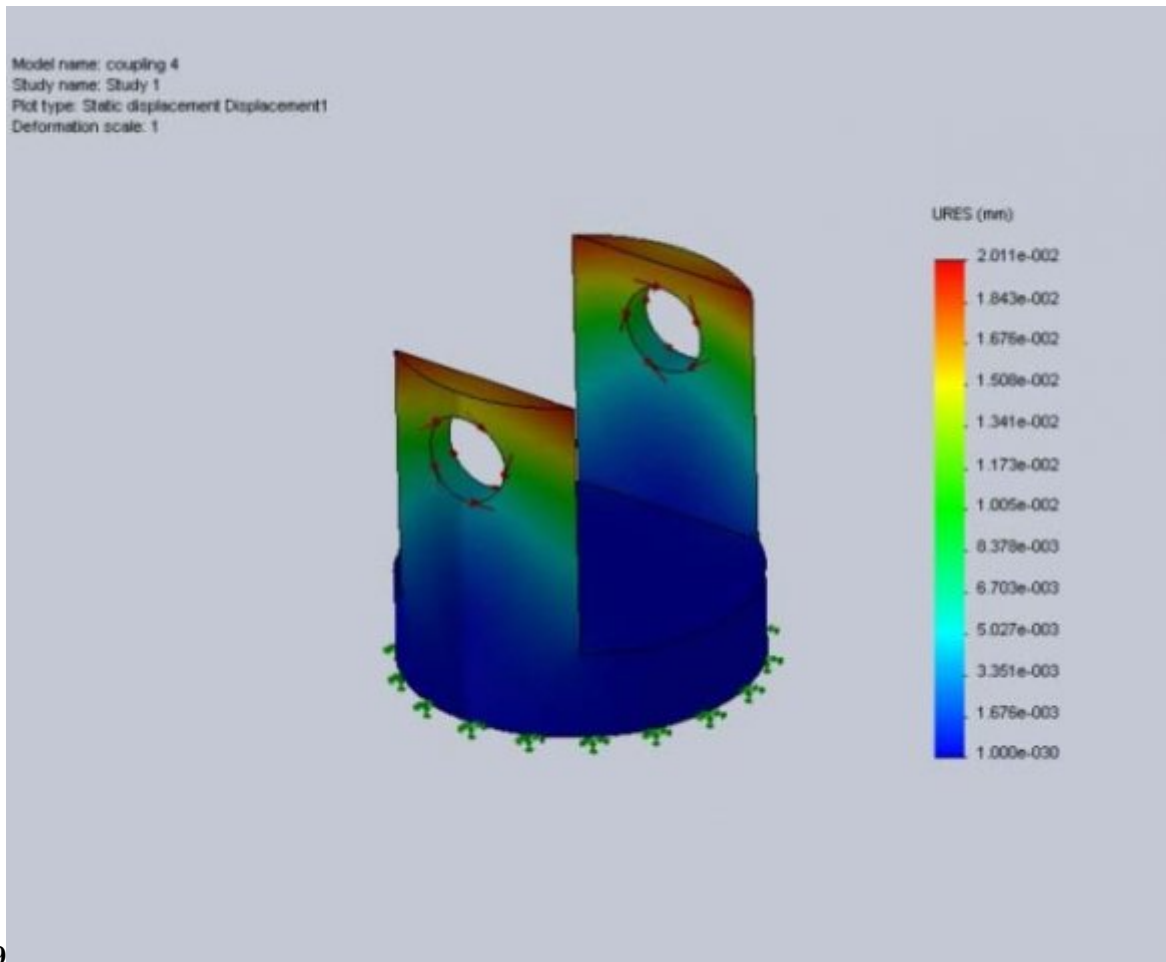 Model name: coupling 4
Study name: Study 1
Plot type: Static displacement Displacement1
Deformation scale: 1
URES (mm)
2.011e-002
1.843e-002
1.676e-002
1.508e-002
1.341e-002
1.173e-002
1.005e-002
8.378e-003
6.703e-003
5.027e-003
3.351e-003
1.676e-003
1.000e-030